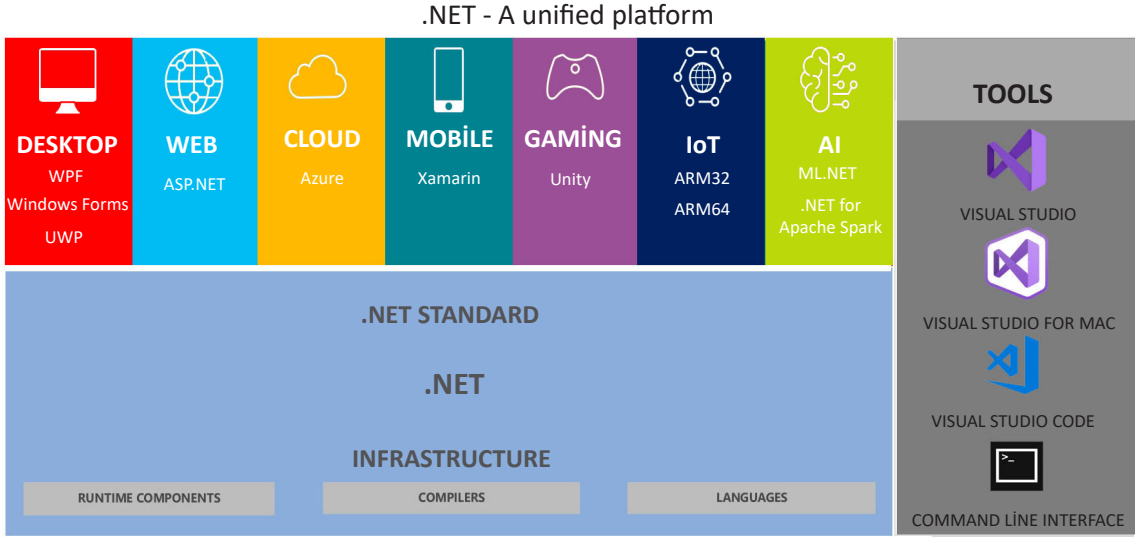 .NET - A unified platform
DESKTOP
WPF
Windows Forms
UWP
WEB
ASP.NET
CLOUD
Azure
MOBİLE
Xamarin
GAMİNG
Unity
IoT
ARM32
ARM64
AI
ML.NET
.NET for
Apache Spark
.NET STANDARD
.NET
INFRASTRUCTURE
RUNTIME COMPONENTS
COMPILERS
LANGUAGES
TOOLS
VISUAL STUDIO
VISUAL STUDIO FOR MAC
VISUAL STUDIO CODE
>_
COMMAND LİNE INTERFACE